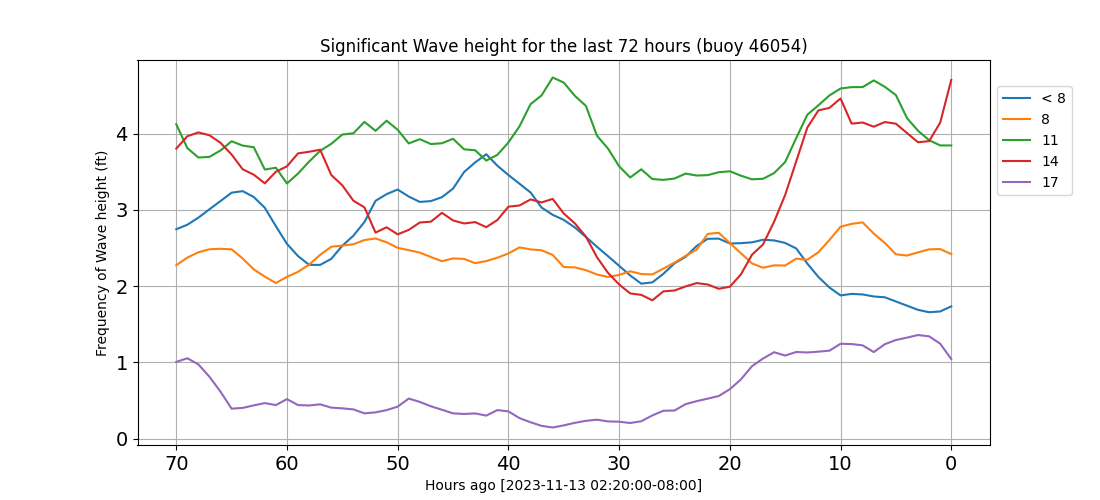 Significant Wave height for the last 72 hours (buoy 46054)
Frequency of Wave height (ft)
4
3
2
1
0
70 60 50 40 30 20 10 0
Hours ago [2023-11-13 02:20:00-08:00]
< 8
8
11
14
17